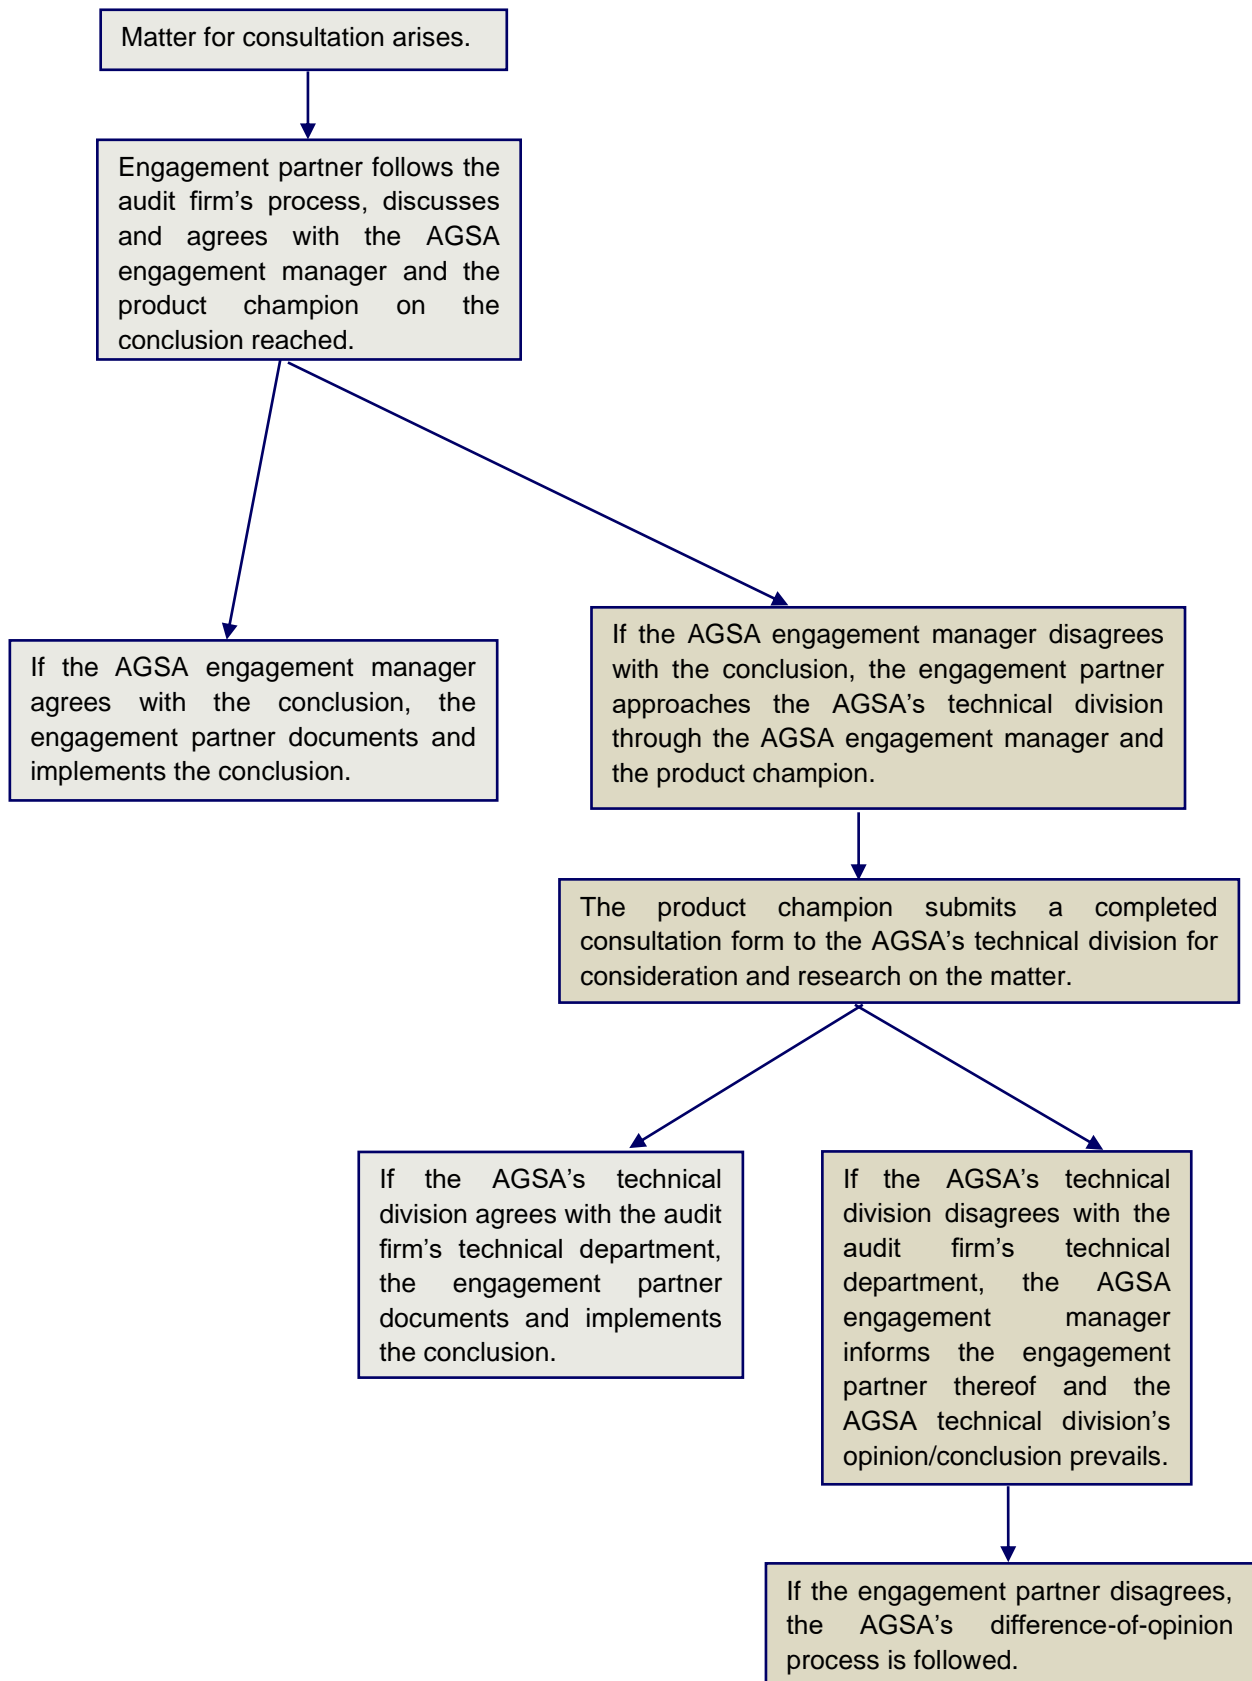 Matter for consultation arises.
Engagement partner follows the
audit firm’s process, discusses
and agrees with the AGSA
engagement manager and the
product champion on the
conclusion reached.
If the AGSA engagement manager
agrees with the conclusion, the
engagement partner documents and
implements the conclusion.
If the AGSA engagement manager disagrees
with the conclusion, the engagement partner
approaches the AGSA’s technical division
through the AGSA engagement manager and
the product champion.
The product champion submits a completed
consultation form to the AGSA’s technical division for
consideration and research on the matter.
If the AGSA’s technical
division agrees with the audit
firm’s technical department,
the engagement partner
documents and implements
the conclusion.
If the AGSA’s technical
division disagrees with the
audit firm’s technical
department, the AGSA
engagement manager
informs the engagement
partner thereof and the
AGSA technical division’s
opinion/conclusion prevails.
If the engagement partner disagrees,
the AGSA’s difference-of-opinion
process is followed.